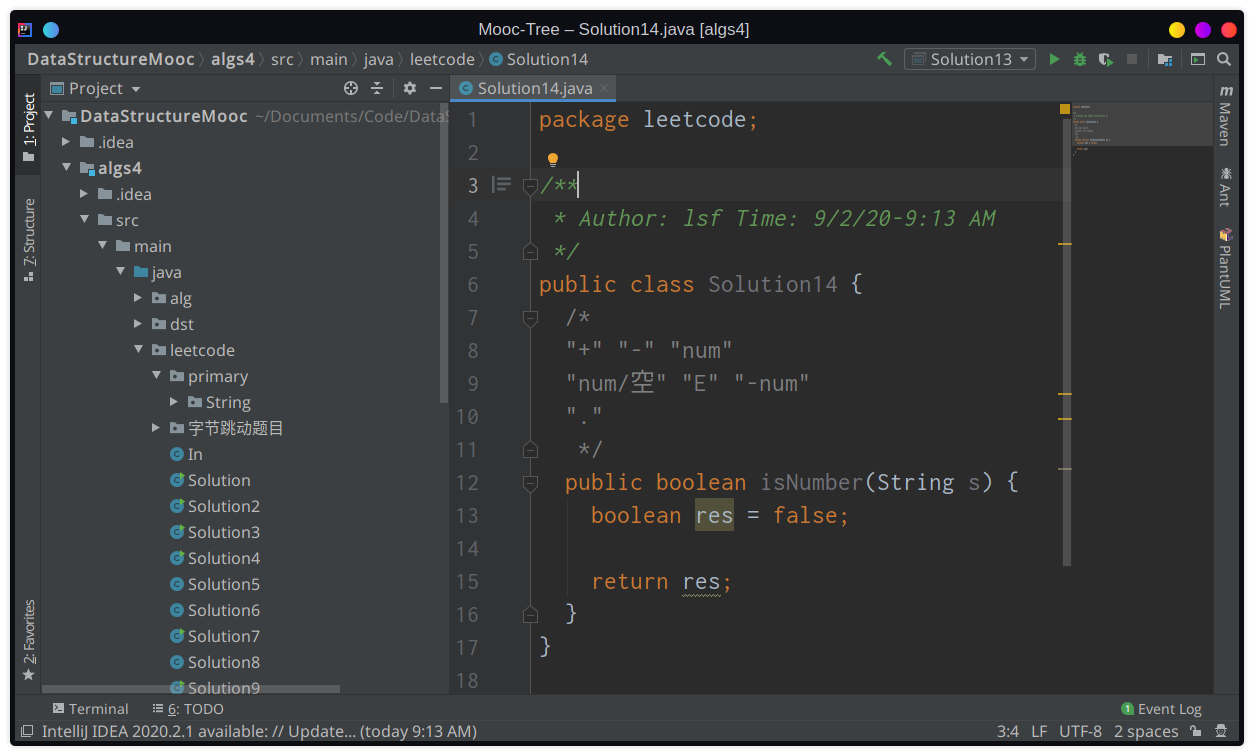 Mooc-Tree – Solution14.java [algs4]
DataStructureMooc algs4 src main java leetcode Solution14
Solution13
1: Project
7: Structure
2: Favorites
Project
DataStructureMooc ~/Documents/Code/DataS
.idea
algs4
.idea
src
main
java
alg
dst
leetcode
primary
String
字节跳动题目
In
Solution
Solution2
Solution3
Solution4
Solution5
Solution6
Solution7
Solution8
Solution9
Solution14.java
1 package leetcode;
2
3 /**
4 * Author: lsf Time: 9/2/20-9:13 AM
5 */
6 public class Solution14 {
7 /*
8 "+" "-" "num"
9 "num/空" "E" "-num"
10 "."
11 */
12 public boolean isNumber(String s) {
13 boolean res = false;
14
15 return res;
16 }
17 }
18
m Maven
Ant
PlantUML
Terminal 6: TODO 1 Event Log
IntelliJ IDEA 2020.2.1 available: // Update... (today 9:13 AM) 3:4 LF UTF-8 2 spaces